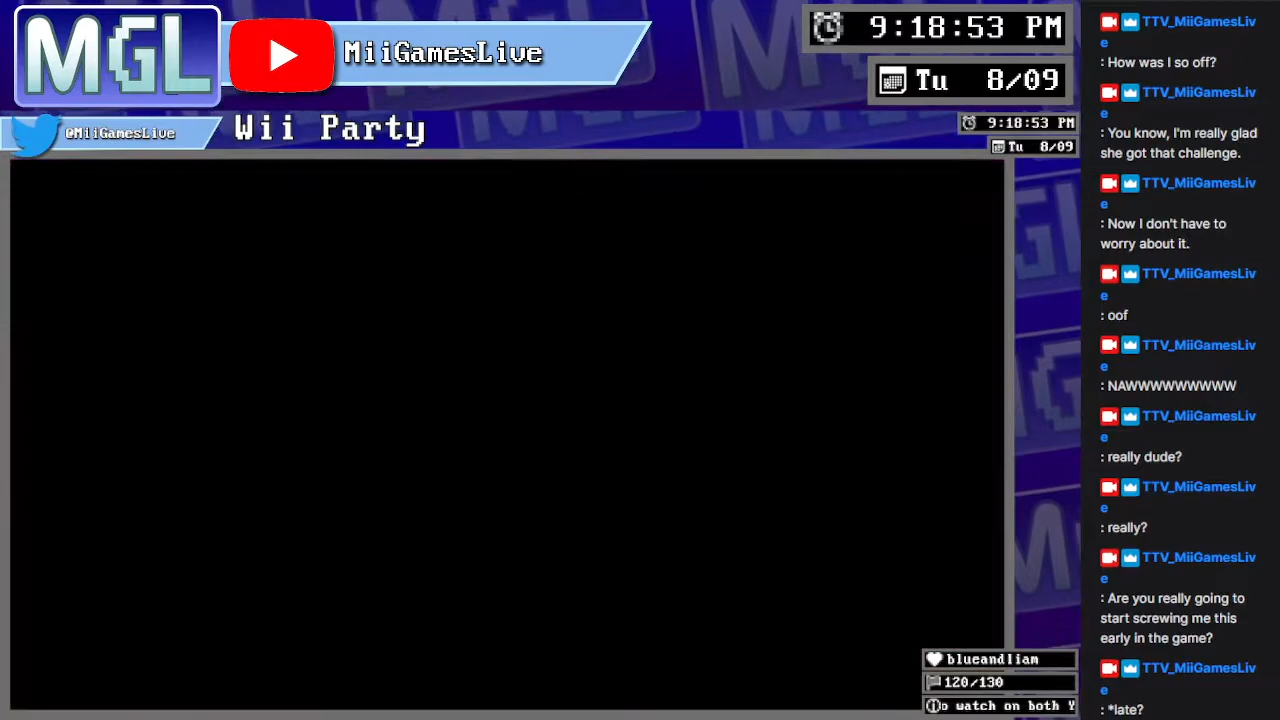 MGL
MiiGamesLive
9:18:53 PM
Tu 8/09
@MiiGamesLive
Wii Party
9:18:53 PM
Tu 8/09
blueandliam
120/130
o watch on both Y
TTV_MiiGamesLiv
e
: How was I so off?
TTV_MiiGamesLiv
e
: You know, I'm really glad
she got that challenge.
TTV_MiiGamesLiv
e
: Now I don't have to
worry about it.
TTV_MiiGamesLiv
e
: oof
TTV_MiiGamesLiv
e
: NAWWWWWWWWW
TTV_MiiGamesLiv
e
: really dude?
TTV_MiiGamesLiv
e
: really?
TTV_MiiGamesLiv
e
: Are you really going to
start screwing me this
early in the game?
TTV_MiiGamesLiv
e
: *late?